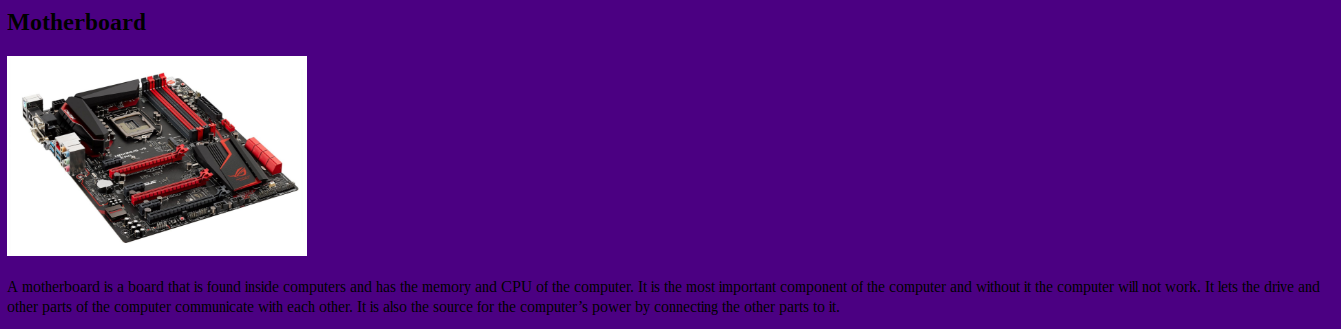 Motherboard
A motherboard is a board that is found inside computers and has the memory and CPU of the computer. It is the most important component of the computer and without it the computer will not work. It lets the drive and
other parts of the computer communicate with each other. It is also the source for the computer’s power by connecting the other parts to it.